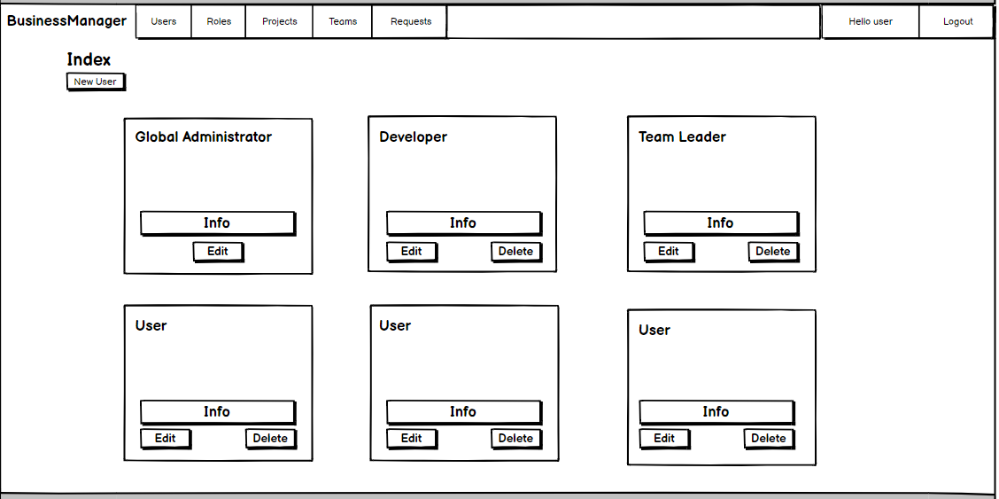 BusinessManager Users Roles Projects Teams Requests Hello user Logout
Index
New User
Global Administrator
Info
Edit
Developer
Info
Edit Delete
Team Leader
Info
Edit Delete
User
Info
Edit Delete
User
Info
Edit Delete
User
Info
Edit Delete